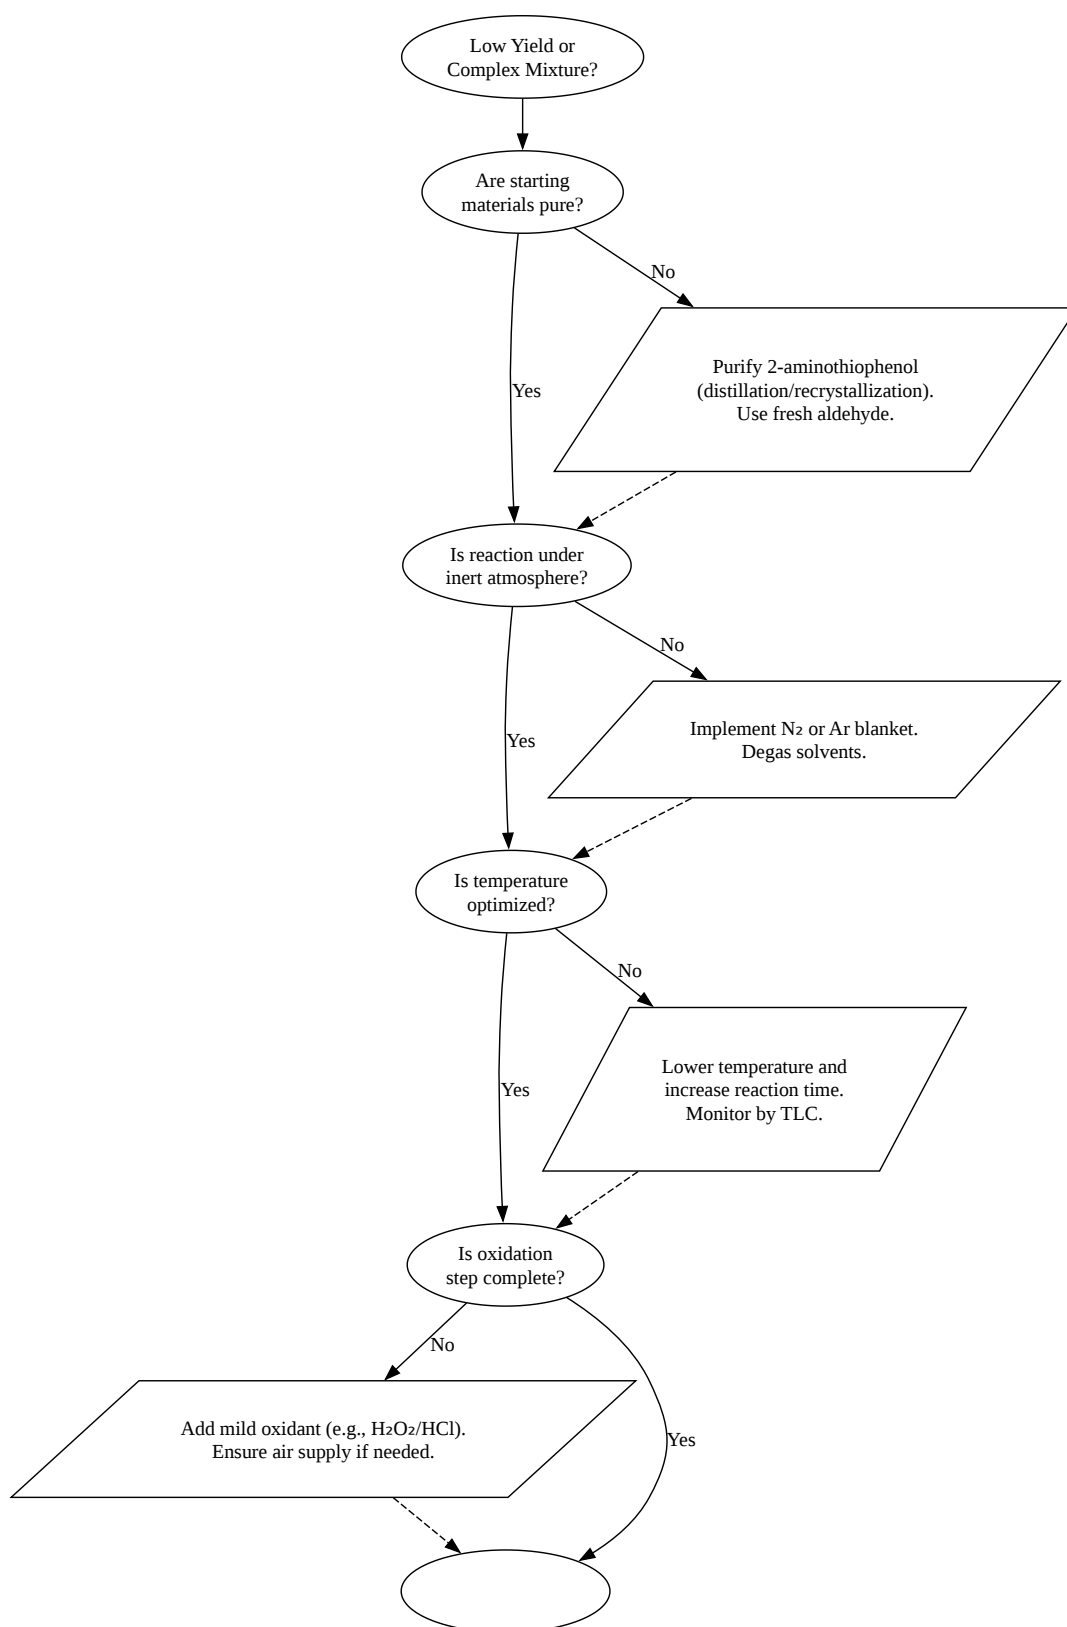 Low Yield or
Complex Mixture?
Are starting
materials pure?
No
Purify 2-aminothiophenol
(distillation/recrystallization).
Use fresh aldehyde.
Yes
Is reaction under
inert atmosphere?
No
Implement N₂ or Ar blanket.
Degas solvents.
Yes
Is temperature
optimized?
No
Lower temperature and
increase reaction time.
Monitor by TLC.
Yes
Is oxidation
step complete?
No
Add mild oxidant (e.g., H₂O₂/HCl).
Ensure air supply if needed.
Yes